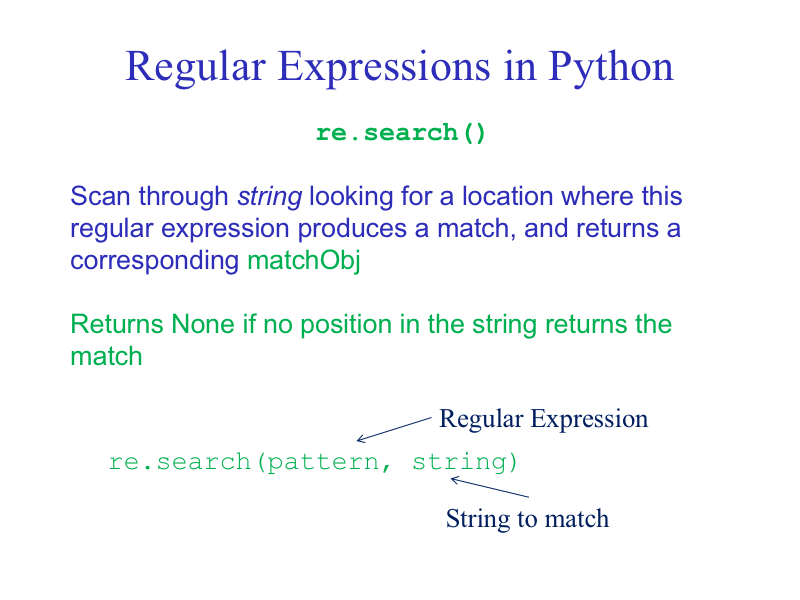 Regular Expressions in Python
re.search()
Scan through string looking for a location where this
regular expression produces a match, and returns a
corresponding matchObj
Returns None if no position in the string returns the
match
Regular Expression
re.search(pattern, string)
String to match